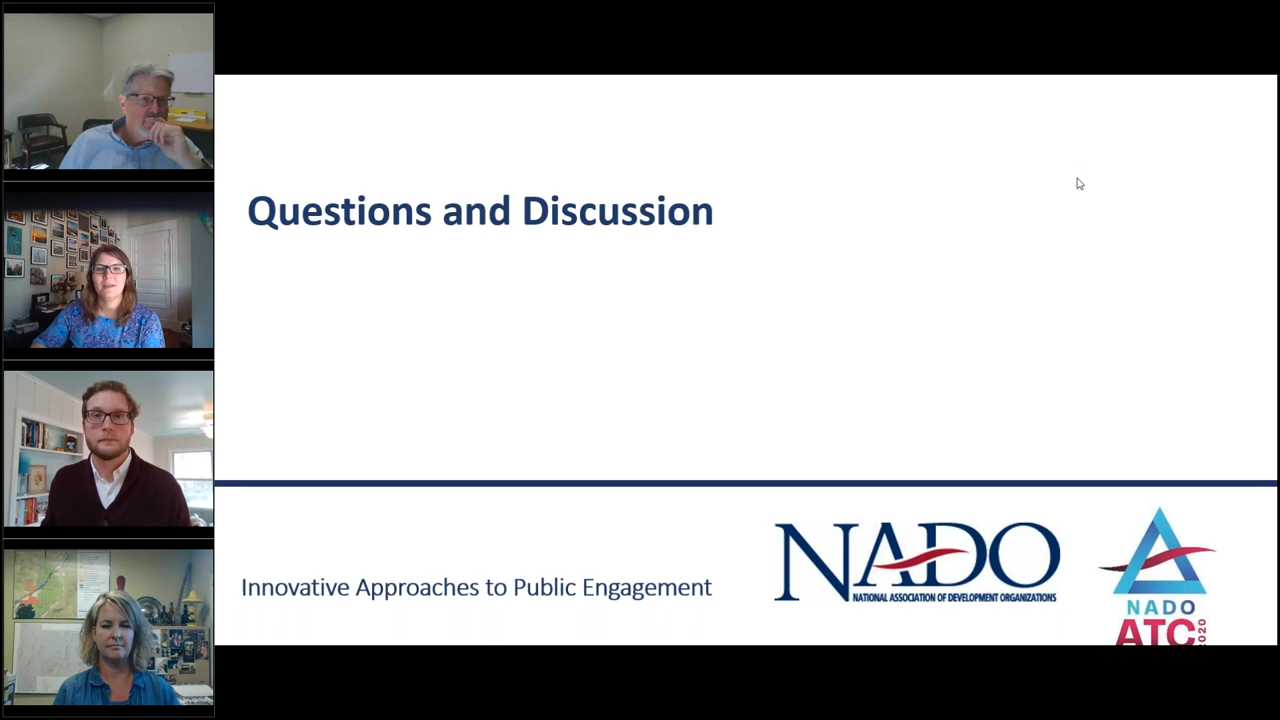 Questions and Discussion
Innovative Approaches to Public Engagement
NADO
NATIONAL ASSOCIATION OF DEVELOPMENT ORGANIZATIONS
NADO
ATC 2020